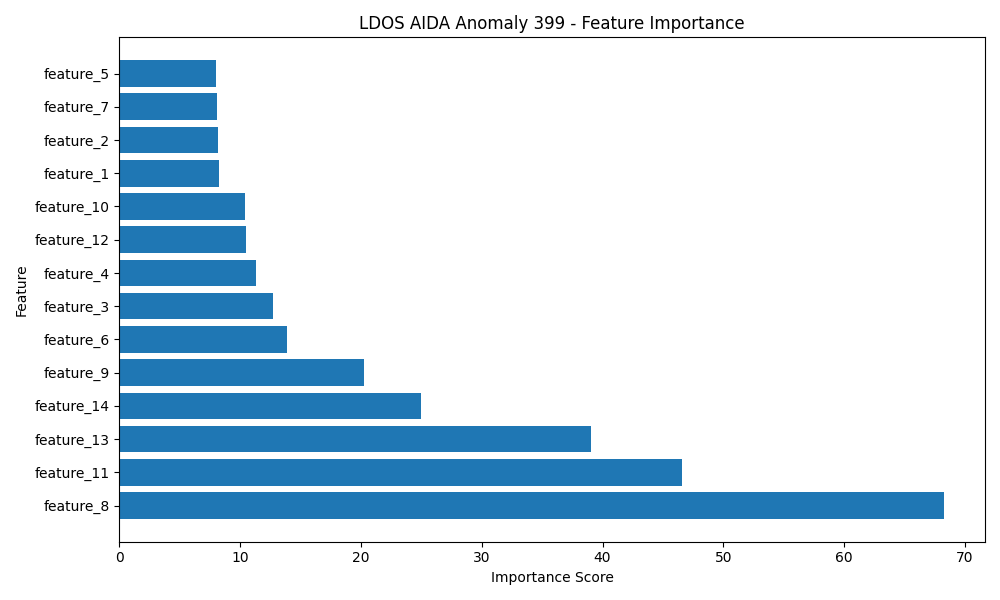 LDOS AIDA Anomaly 399 - Feature Importance
feature_5
feature_7
feature_2
feature_1
feature_10
feature_12
feature_4
feature_3
feature_6
feature_9
feature_14
feature_13
feature_11
feature_8
Feature
0 10 20 30 40 50 60 70
Importance Score